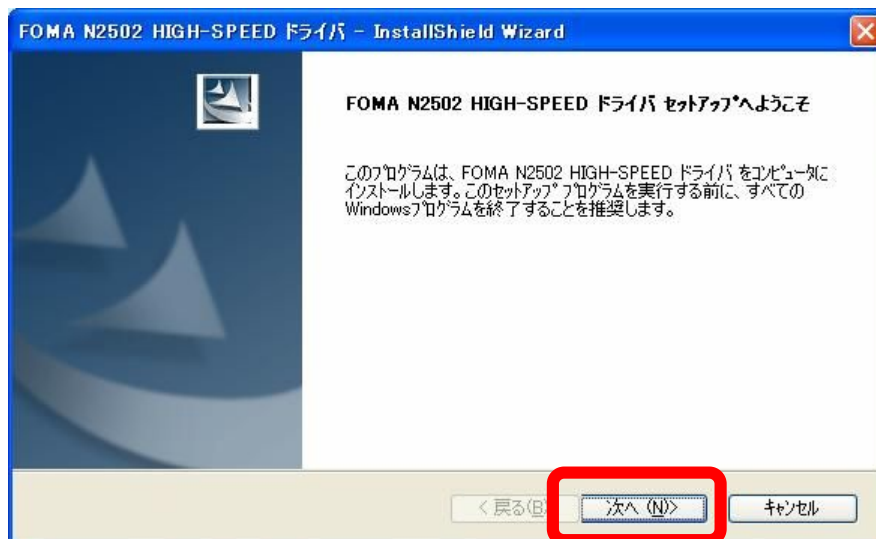 FOMA N2502 HIGH-SPEED ドライバ - InstallShield Wizard
FOMA N2502 HIGH-SPEED ドライバ セットアップへようこそ
このプログラムは、FOMA N2502 HIGH-SPEED ドライバ をコンピュータに
インストールします。このセットアップ プログラムを実行する前に、すべての
Windowsプログラムを終了することを推奨します。
< 戻る(B)
次へ (N)>
キャンセル